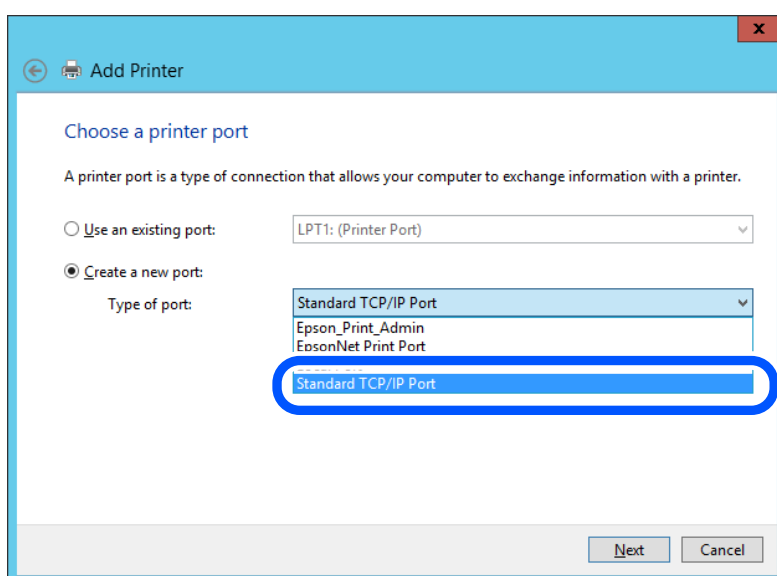 x
Add Printer
Choose a printer port
A printer port is a type of connection that allows your computer to exchange information with a printer.
Use an existing port: LPT1: (Printer Port)
Create a new port:
Type of port: Standard TCP/IP Port
Epson_Print_Admin
EpsonNet Print Port
Standard TCP/IP Port
Next Cancel